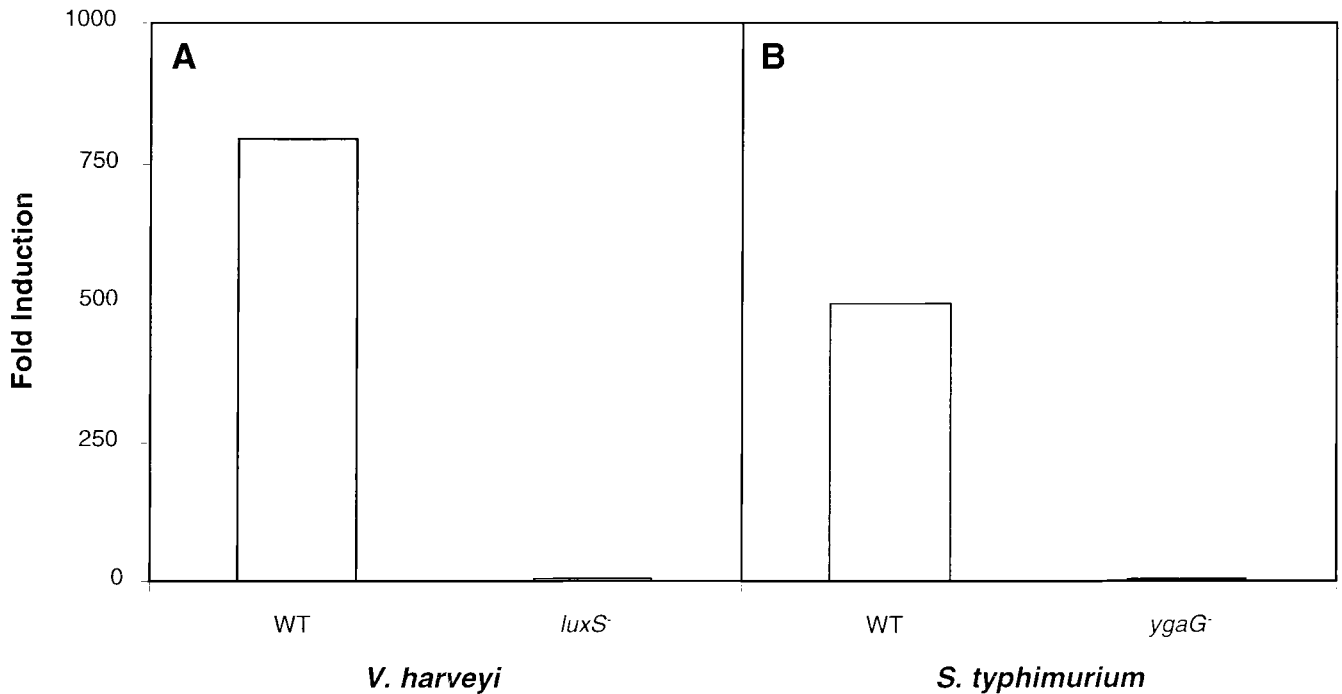 1000
A
B
750
Fold Induction
500
250
0
WT
luxS-
WT
ygaG-
V. harveyi
S. typhimurium